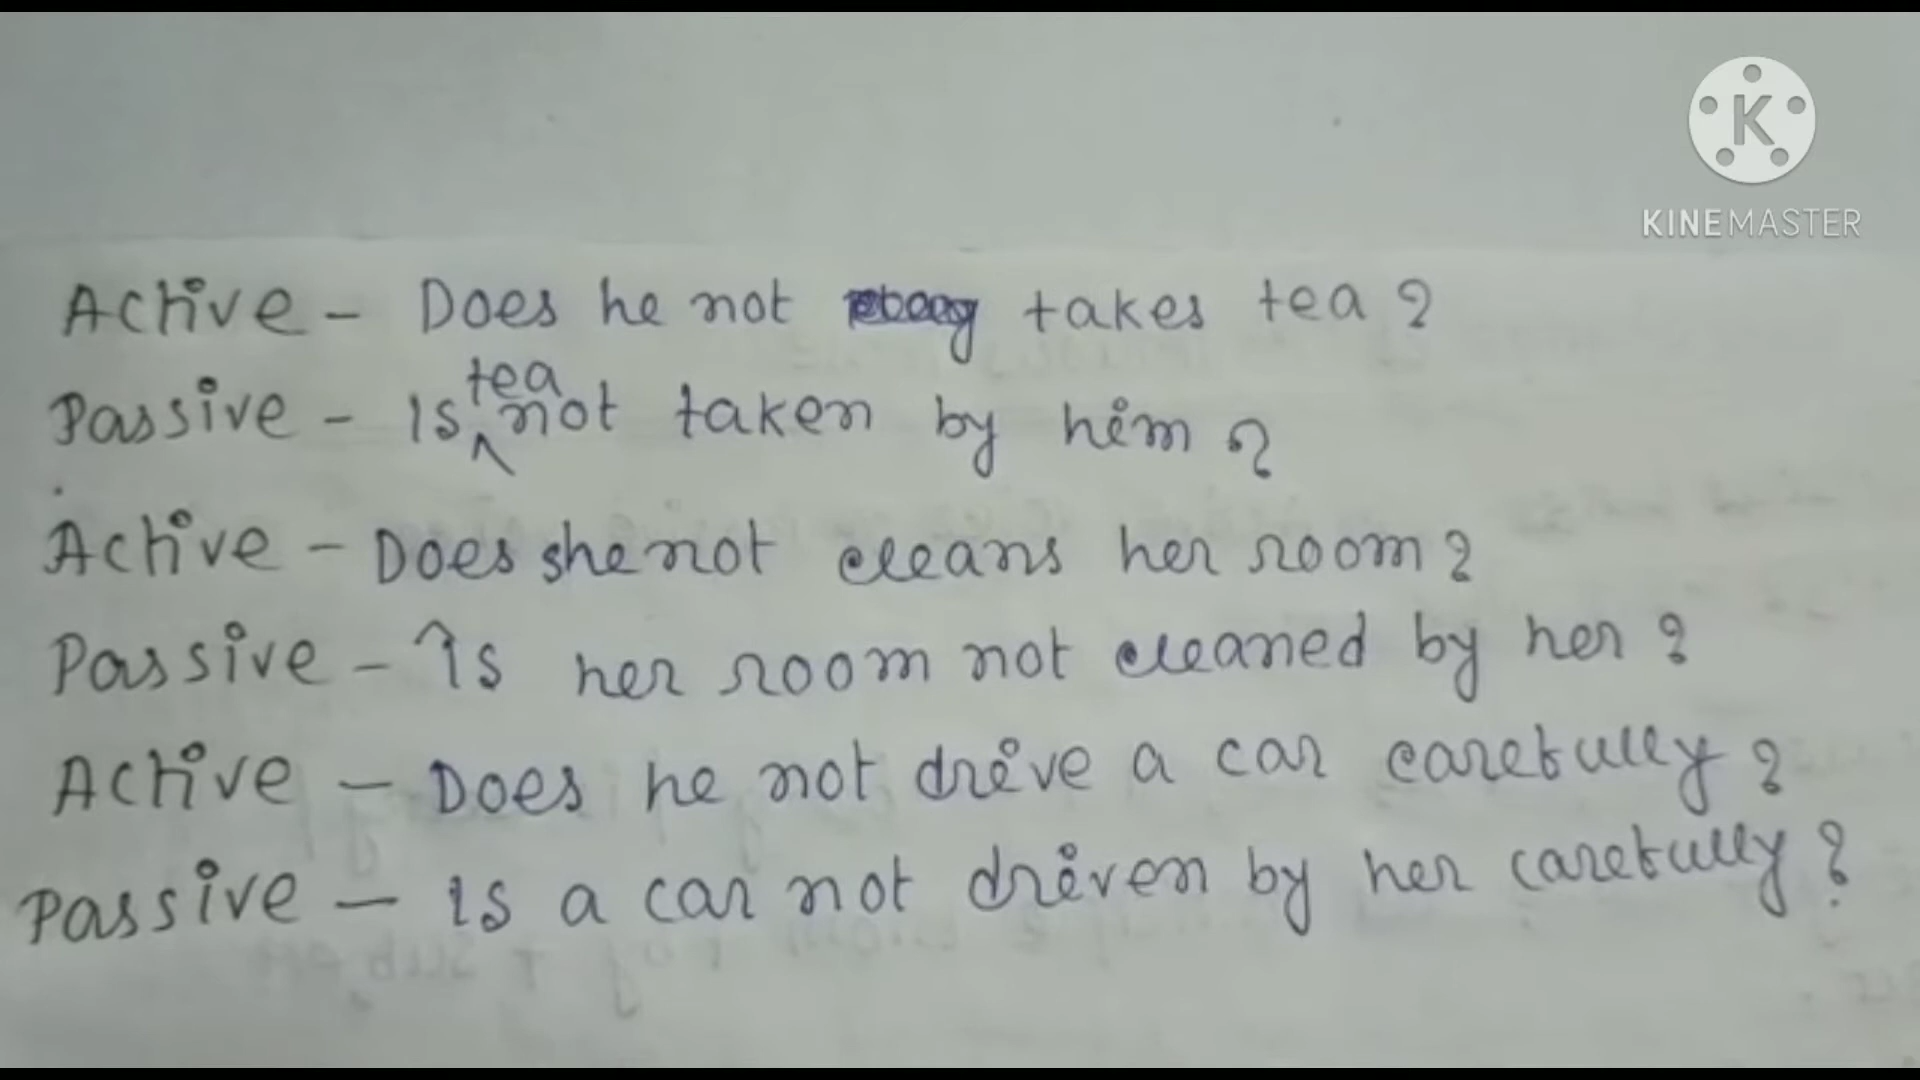 K
KINEMASTER
Active - Does he not takes tea?
Passive - Is tea not taken by him?
Active - Does she not cleans her room?
Passive - Is her room not cleaned by her?
Active - Does he not drive a car carefully?
Passive - is a car not driven by her carefully?